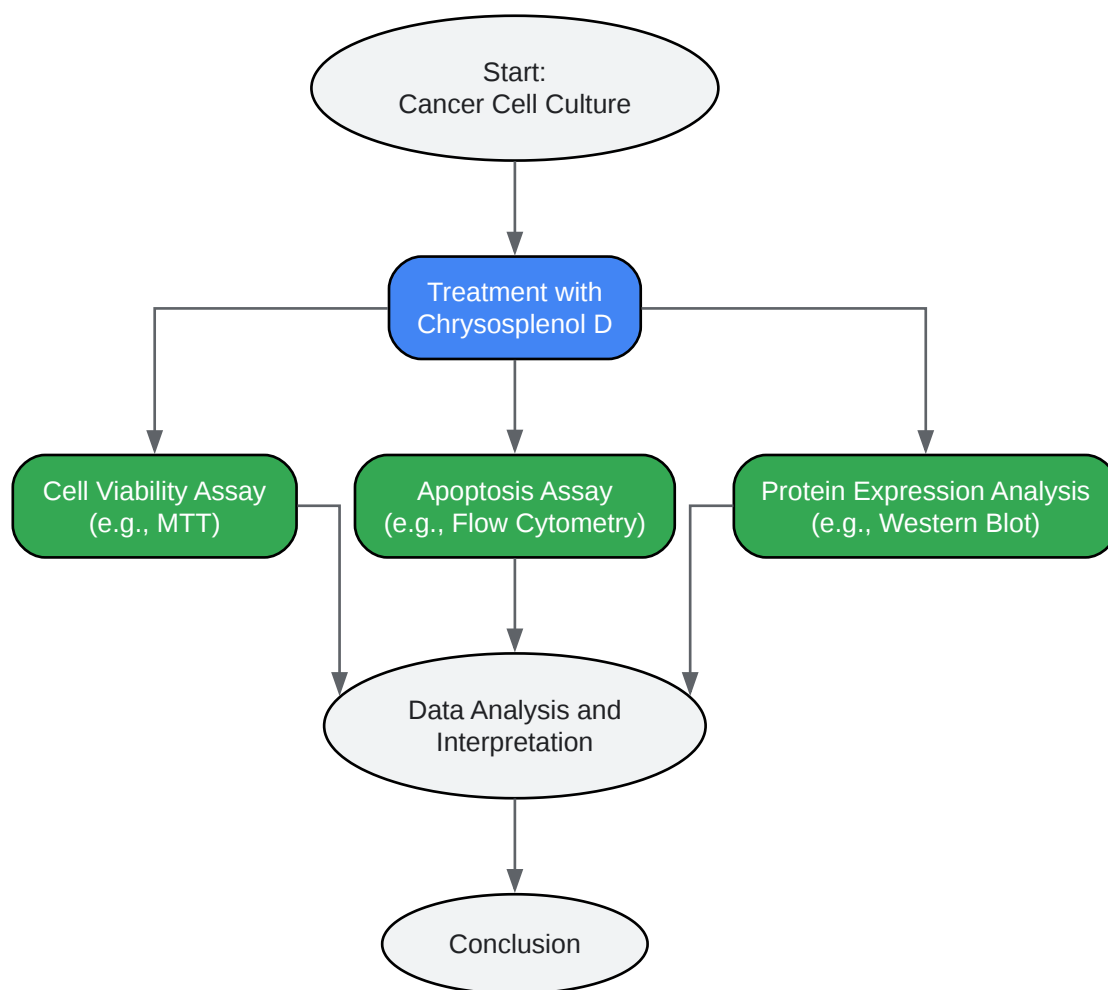 Start:
Cancer Cell Culture
Treatment with
Chrysosplenol D
Cell Viability Assay
(e.g., MTT)
Apoptosis Assay
(e.g., Flow Cytometry)
Protein Expression Analysis
(e.g., Western Blot)
Data Analysis and
Interpretation
Conclusion